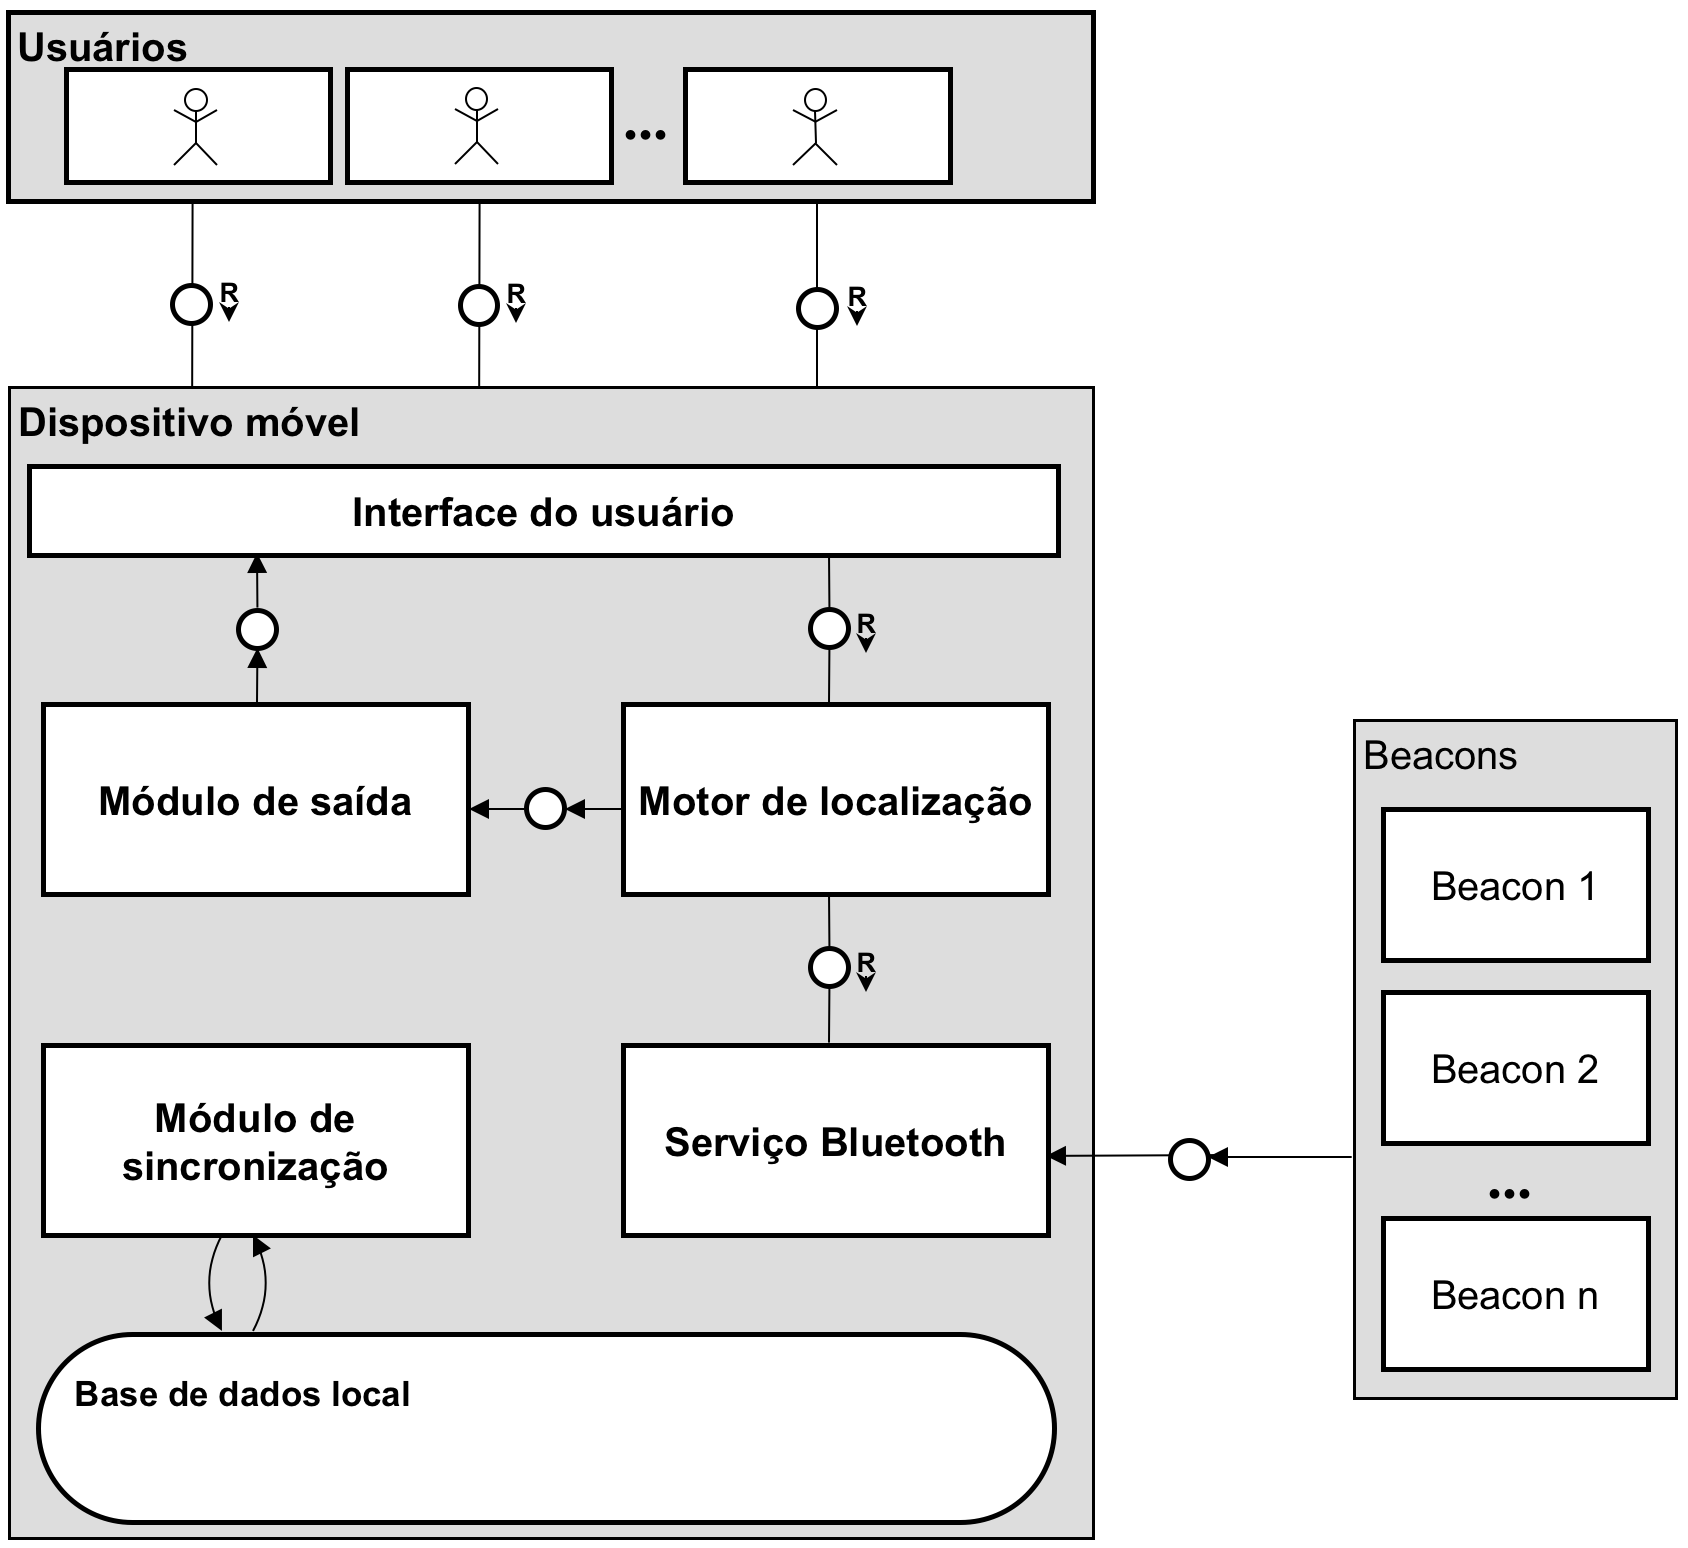 Usuários
...
R
R
R
Dispositivo móvel
Interface do usuário
R
Módulo de saída
Motor de localização
R
Módulo de
sincronização
Serviço Bluetooth
Base de dados local
Beacons
Beacon 1
Beacon 2
...
Beacon n